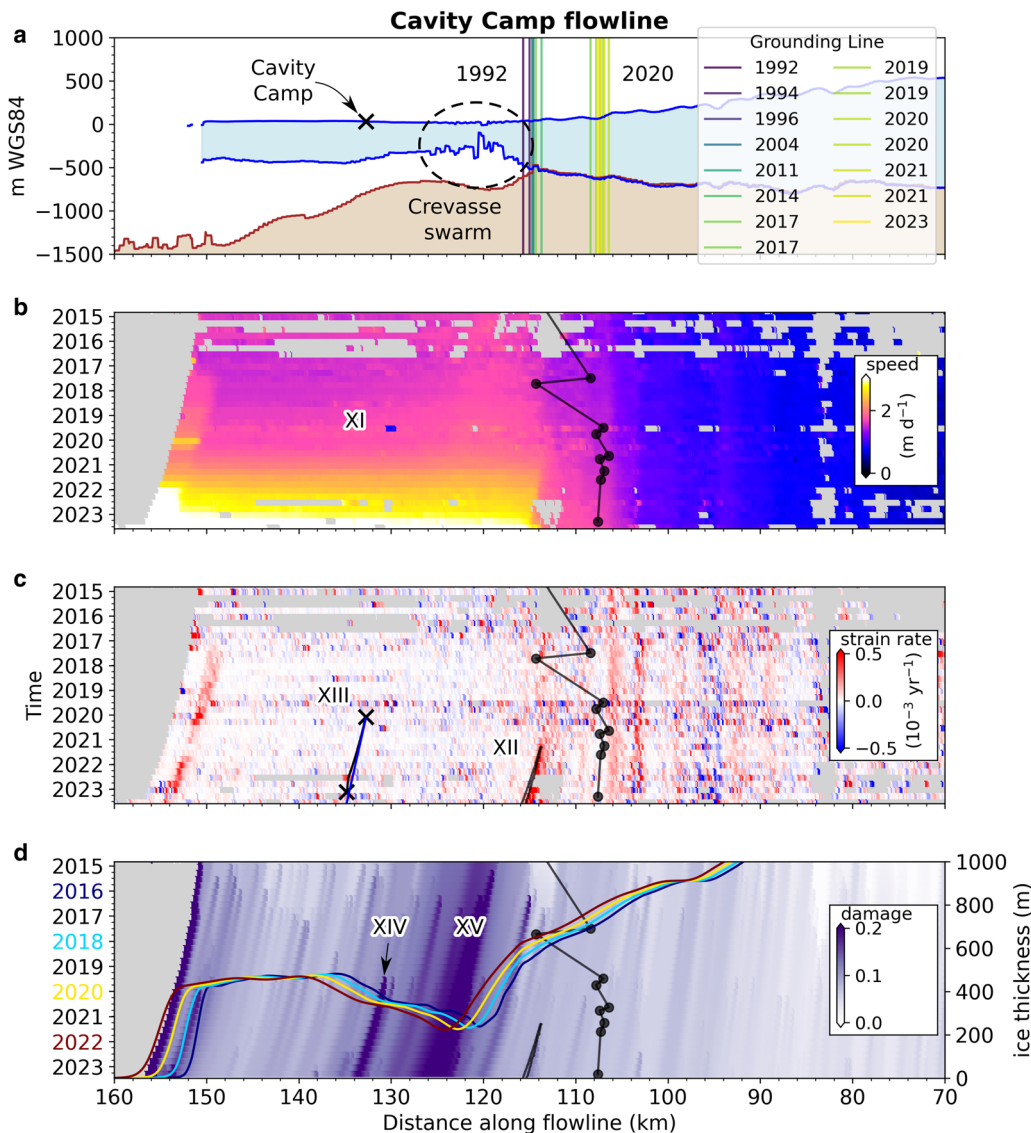 Cavity Camp flowline
a
1000
500
0
−500
−1000
−1500
m WGS84
Cavity
Camp
1992
2020
Crevasse
swarm
Grounding Line
1992 2019
1994 2019
1996 2020
2004 2020
2011 2021
2014 2021
2017 2023
2017
b
2015
2016
2017
2018
2019
2020
2021
2022
2023
XI
speed
2
0
(m d⁻¹)
c
2015
2016
2017
2018
2019
2020
2021
2022
2023
Time
XIII
XII
strain rate
0.5
0.0
−0.5
(10⁻³ yr⁻¹)
d
2015
2016
2017
2018
2019
2020
2021
2022
2023
XIV
XV
damage
0.2
0.1
0.0
1000
800
600
400
200
0
ice thickness (m)
160 150 140 130 120 110 100 90 80 70
Distance along flowline (km)